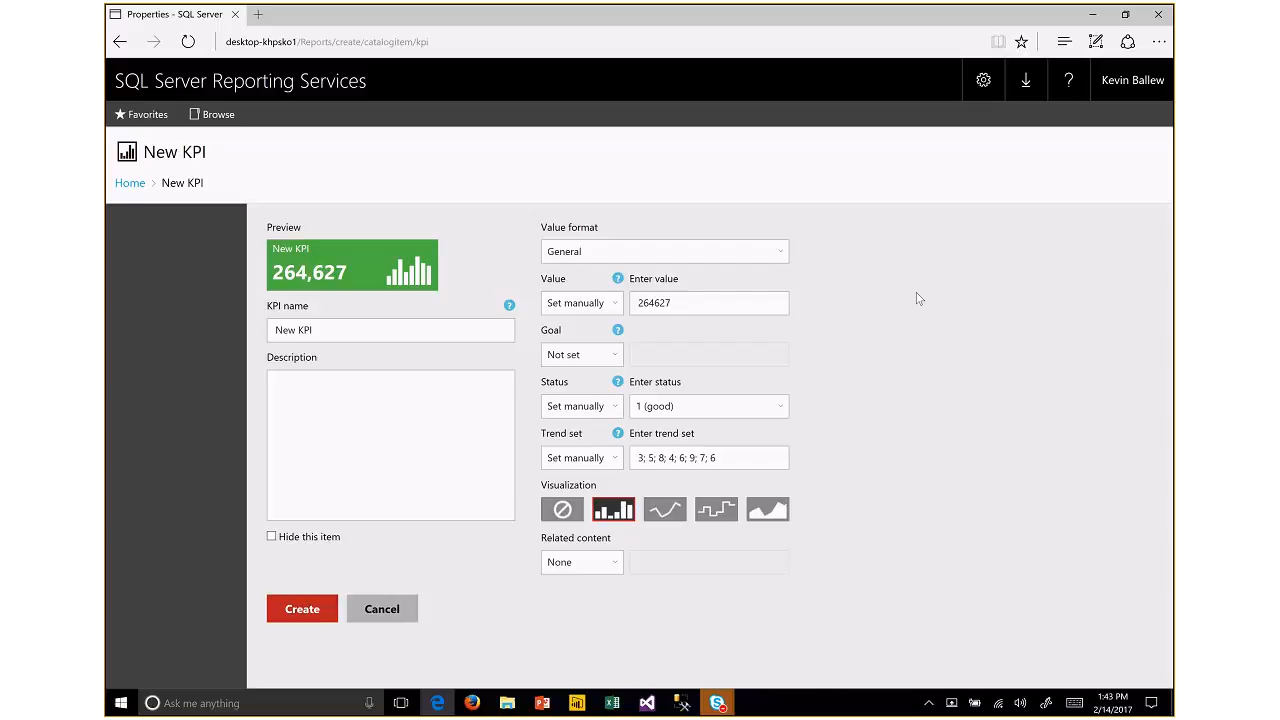 Properties - SQL Server
desktop-khpsko1/Reports/create/catalogitem/kpi
SQL Server Reporting Services
Kevin Ballew
Favorites
Browse
New KPI
Home > New KPI
Preview
New KPI
264,627
KPI name
New KPI
Description
Hide this item
Create
Cancel
Value format
General
Value
Enter value
Set manually
264627
Goal
Not set
Status
Enter status
Set manually
1 (good)
Trend set
Enter trend set
Set manually
3; 5; 8; 4; 6; 9; 7; 6
Visualization
Related content
None
Ask me anything
1:43 PM
2/14/2017